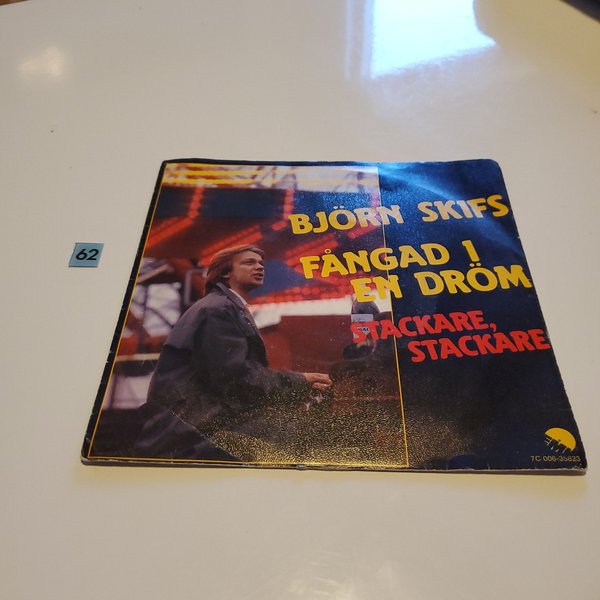 62
BJÖRN SKIFS
FÅNGAD I
EN DRÖM
STACKARE,
STACKARE
7C 006-35623